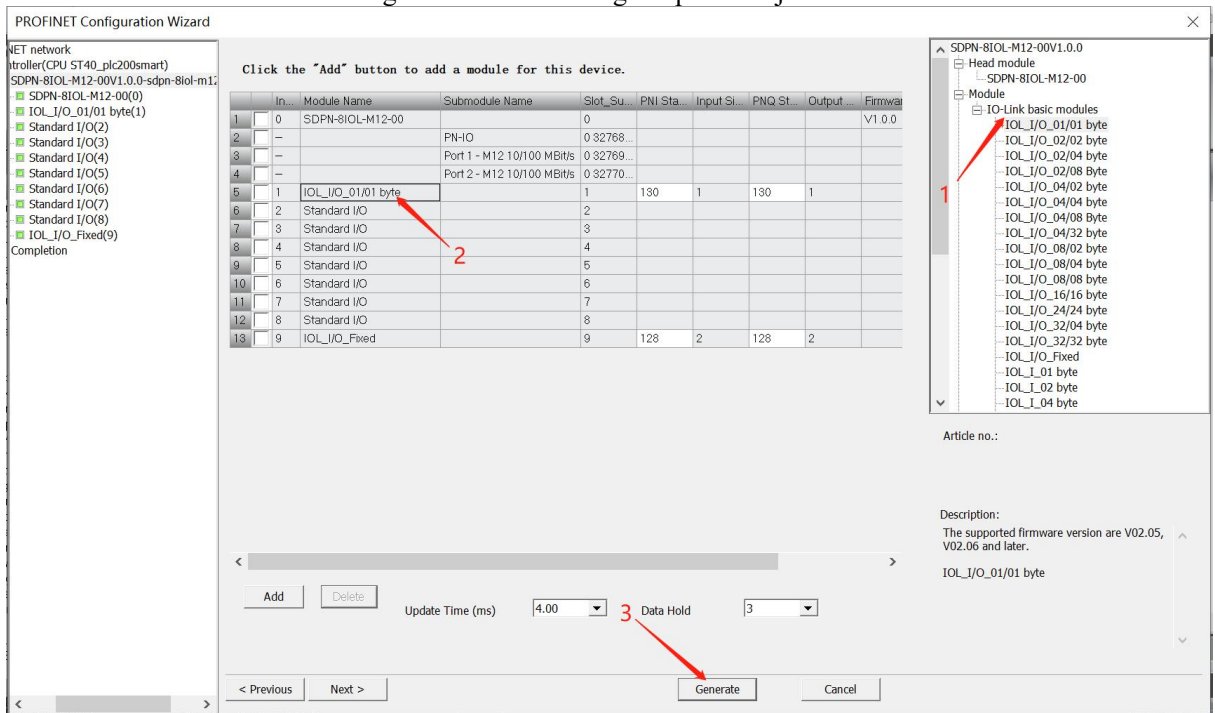 PROFINET Configuration Wizard
NET network
ntroller(CPU ST40_plc200smart)
SDPN-8IOL-M12-00V1.0.0-sdpn-8iol-m12
SDPN-8IOL-M12-00(0)
IOL_I/O_01/01 byte(1)
Standard I/O(2)
Standard I/O(3)
Standard I/O(4)
Standard I/O(5)
Standard I/O(6)
Standard I/O(7)
Standard I/O(8)
IOL_I/O_Fixed(9)
Completion
Click the "Add" button to add a module for this device.
In... Module Name Submodule Name Slot_Su... PNI Sta... Input Si... PNQ St... Output ... Firmwar
1 0 SDPN-8IOL-M12-00 0 V1.0.0
2 – PN-IO 0 32768...
3 – Port 1 - M12 10/100 MBit/s 0 32769...
4 – Port 2 - M12 10/100 MBit/s 0 32770...
5 1 IOL_I/O_01/01 byte 1 130 1 130 1
6 2 Standard I/O 2
7 3 Standard I/O 3
8 4 Standard I/O 4
9 5 Standard I/O 5
10 6 Standard I/O 6
11 7 Standard I/O 7
12 8 Standard I/O 8
13 9 IOL_I/O_Fixed 9 128 2 128 2
2
Add Delete Update Time (ms) 4.00 Data Hold 3
3
< Previous Next > Generate Cancel
SDPN-8IOL-M12-00V1.0.0
Head module
SDPN-8IOL-M12-00
Module
IO-Link basic modules
IOL_I/O_01/01 byte
IOL_I/O_02/02 byte
IOL_I/O_02/04 byte
IOL_I/O_02/08 Byte
IOL_I/O_04/02 byte
1
IOL_I/O_04/04 byte
IOL_I/O_04/08 Byte
IOL_I/O_04/32 byte
IOL_I/O_08/02 byte
IOL_I/O_08/04 byte
IOL_I/O_08/08 byte
IOL_I/O_16/16 byte
IOL_I/O_24/24 byte
IOL_I/O_32/04 byte
IOL_I/O_32/32 byte
IOL_I/O_Fixed
IOL_I_01 byte
IOL_I_02 byte
IOL_I_04 byte
Article no.:
Description:
The supported firmware version are V02.05,
V02.06 and later.
IOL_I/O_01/01 byte